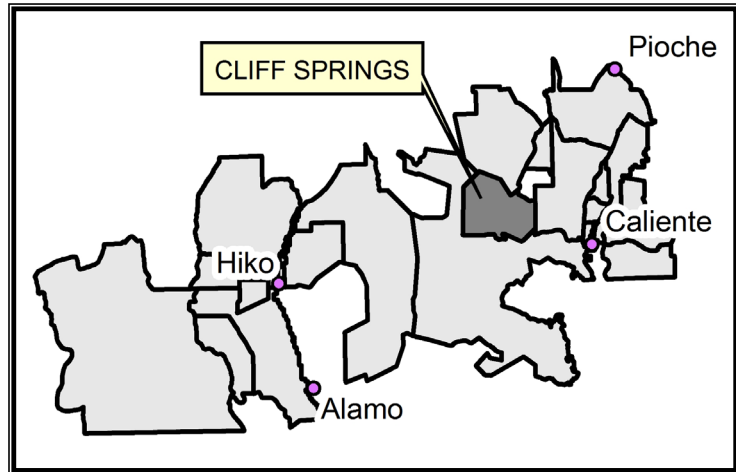 Pioche
CLIFF SPRINGS
Caliente
Hiko
Alamo